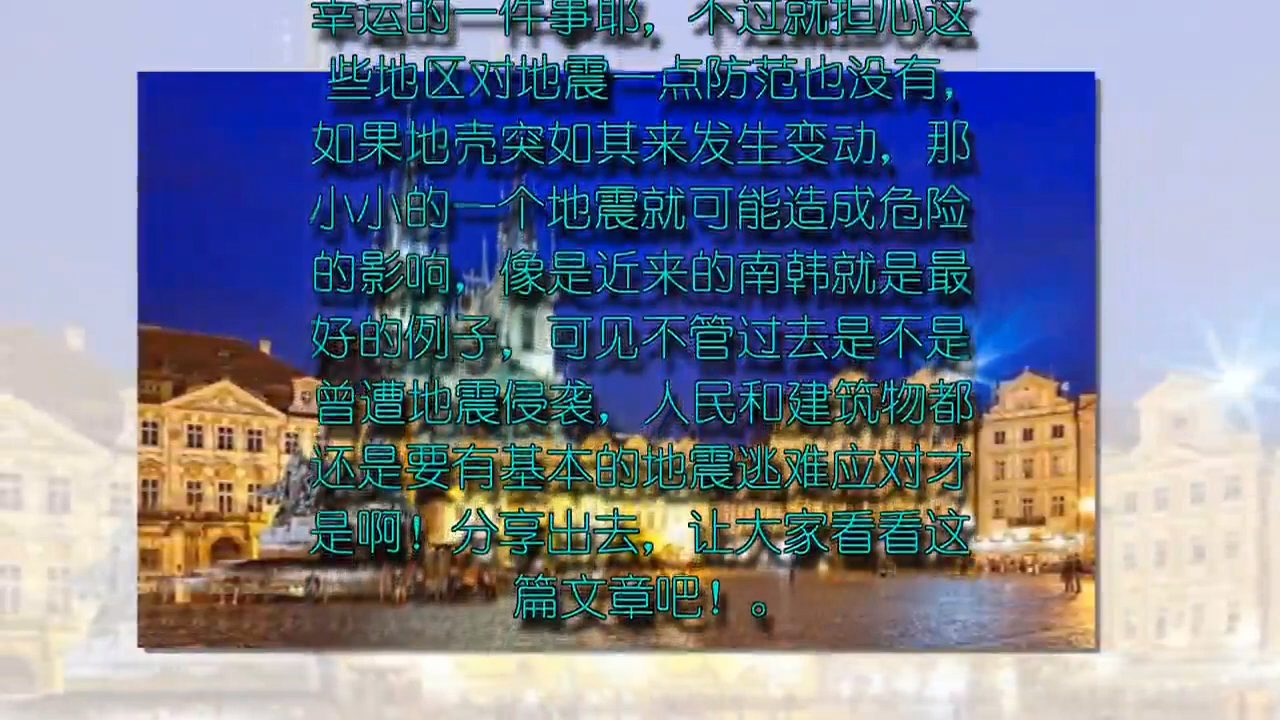 幸运的一件事耶，不过就担心这
些地区对地震一点防范也没有，
如果地壳突如其来发生变动，那
小小的一个地震就可能造成危险
的影响，像是近来的南韩就是最
好的例子，可见不管过去是不是
曾遭地震侵袭，人民和建筑物都
还是要有基本的地震逃难应对才
是啊！分享出去，让大家看看这
篇文章吧！。